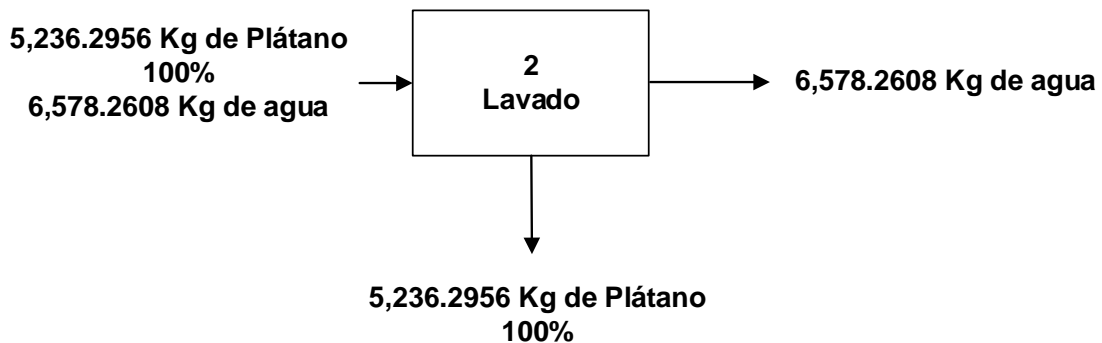 5,236.2956 Kg de Plátano
100%
6,578.2608 Kg de agua
2
Lavado
6,578.2608 Kg de agua
5,236.2956 Kg de Plátano
100%